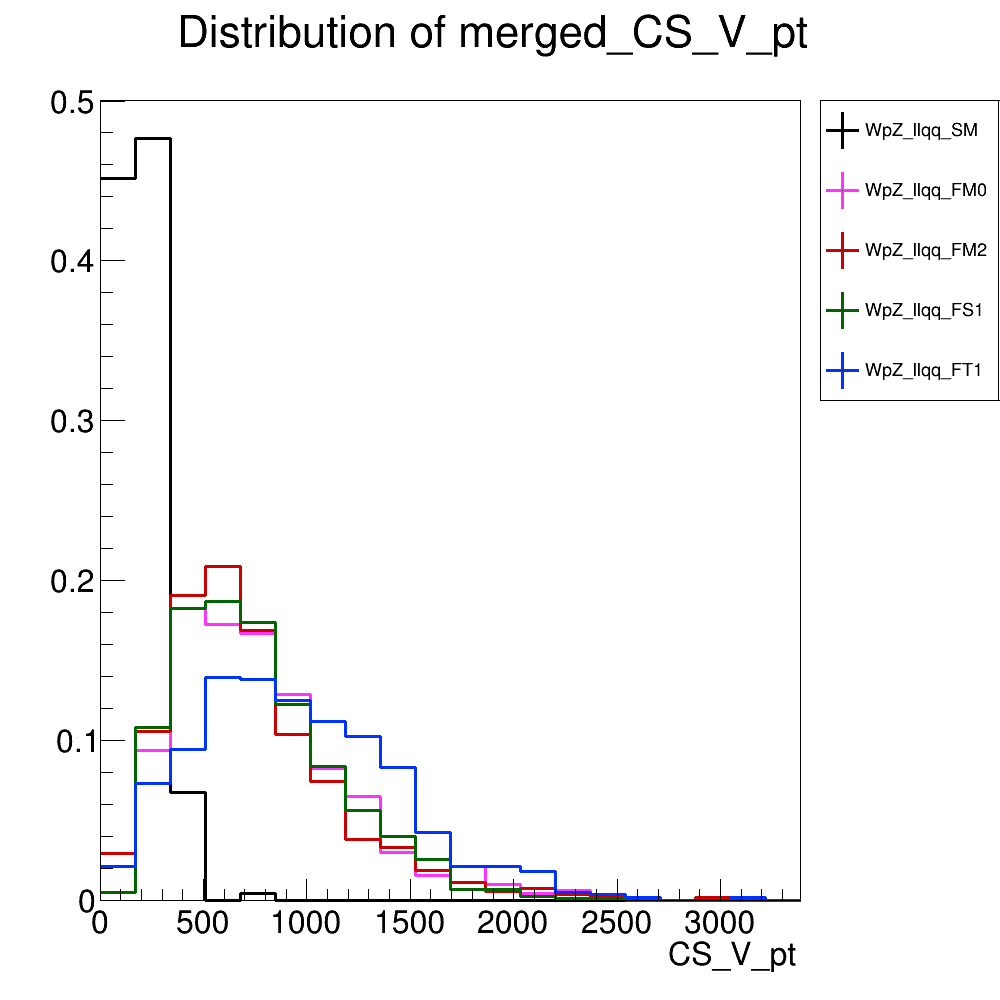 Distribution of merged_CS_V_pt
0.5
0.4
0.3
0.2
0.1
0
0 500 1000 1500 2000 2500 3000
CS_V_pt
WpZ_llqq_SM
WpZ_llqq_FM0
WpZ_llqq_FM2
WpZ_llqq_FS1
WpZ_llqq_FT1